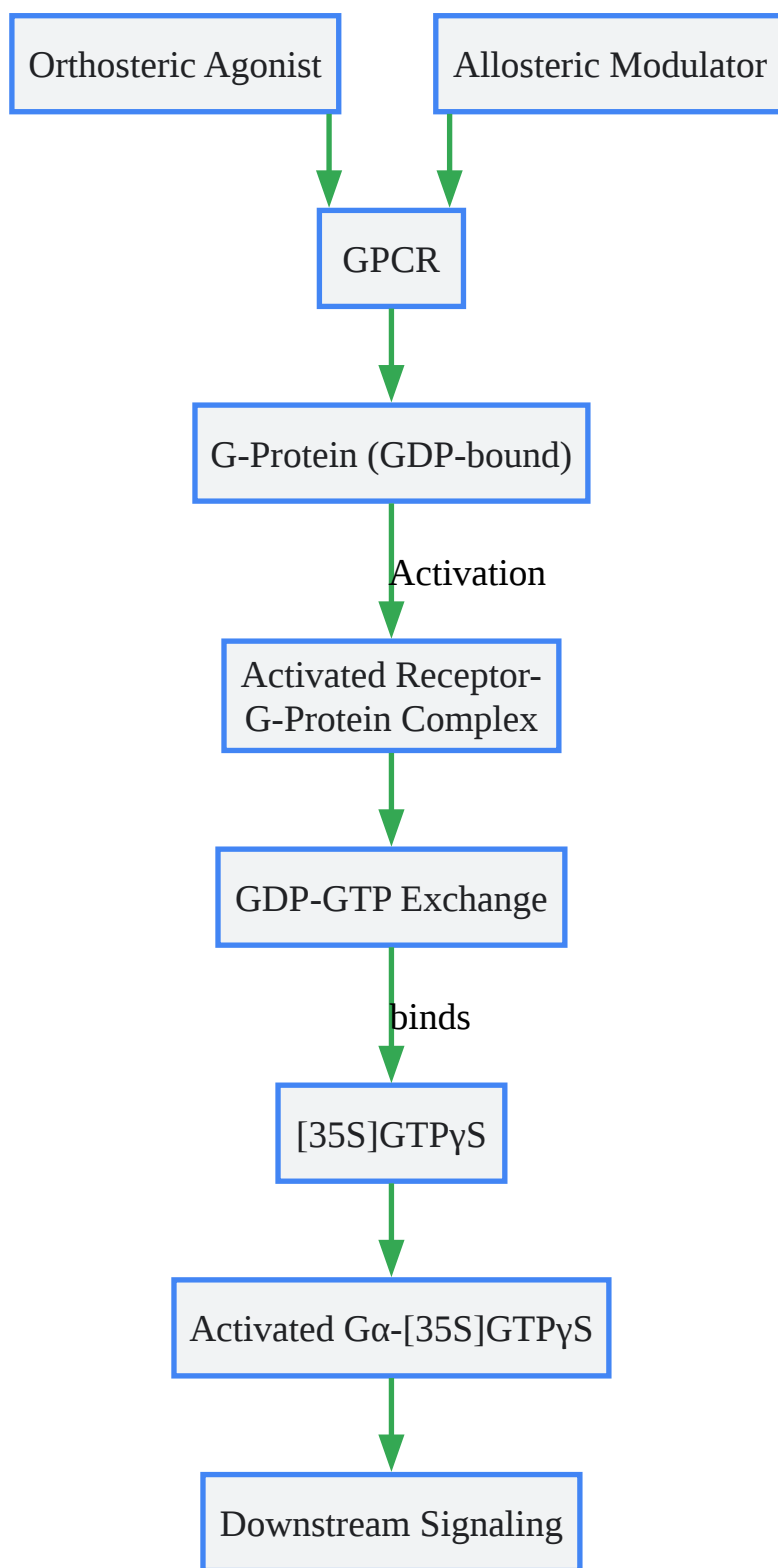 Orthosteric Agonist
Allosteric Modulator
GPCR
G-Protein (GDP-bound)
Activation
Activated Receptor-
G-Protein Complex
GDP-GTP Exchange
binds
[35S]GTPγS
Activated Gα-[35S]GTPγS
Downstream Signaling